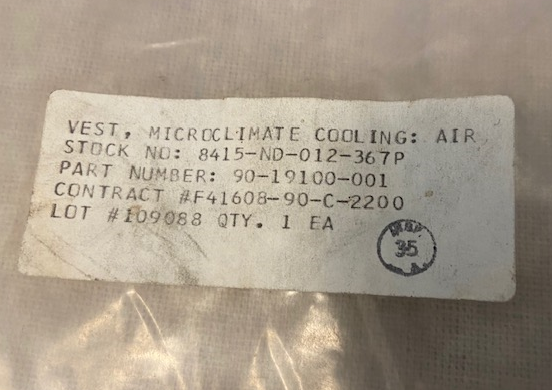 VEST, MICROCLIMATE COOLING: AIR
STOCK NO: 8415-ND-012-367P
PART NUMBER: 90-19100-001
CONTRACT #F41608-90-C-2200
LOT #109088 QTY. 1 EA
35